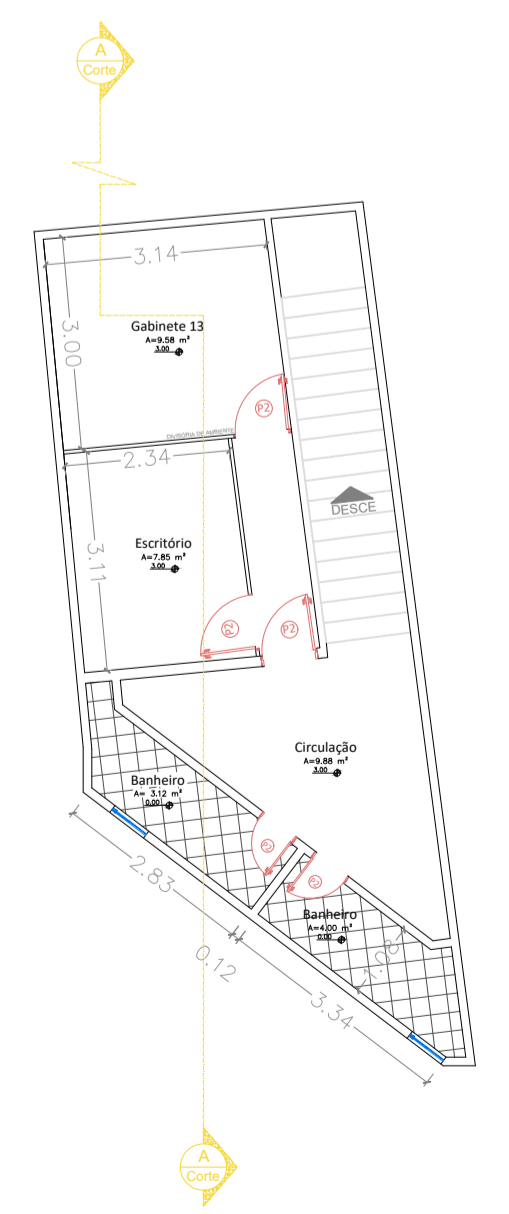 A
Corte
3.14
3.00
Gabinete 13
A=9.58 m²
3.00
P2
DIVISÓRIA DE AMBIENTE
2.34
DESCE
3.11
Escritório
A=7.85 m²
3.00
P2
P2
Circulação
A=9.88 m²
3.00
Banheiro
A= 3.12 m²
0.00
P2
P2
2.83
Banheiro
A=4.00 m²
0.00
1.08
0.12
3.34
A
Corte